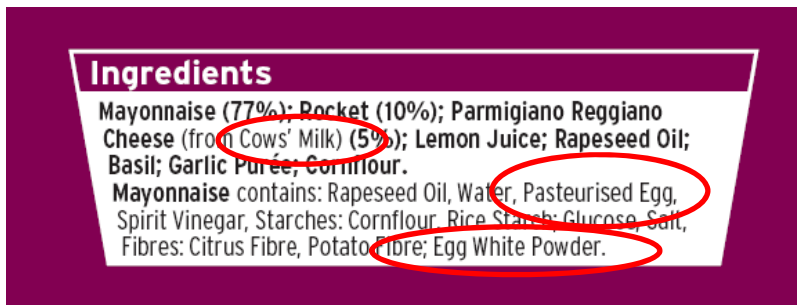 Ingredients
Mayonnaise (77%); Rocket (10%); Parmigiano Reggiano
Cheese (from Cows' Milk) (5%); Lemon Juice; Rapeseed Oil;
Basil; Garlic Purée; Cornflour.
Mayonnaise contains: Rapeseed Oil, Water, Pasteurised Egg,
Spirit Vinegar, Starches: Cornflour, Rice Starch; Glucose, Salt,
Fibres: Citrus Fibre, Potato Fibre; Egg White Powder.